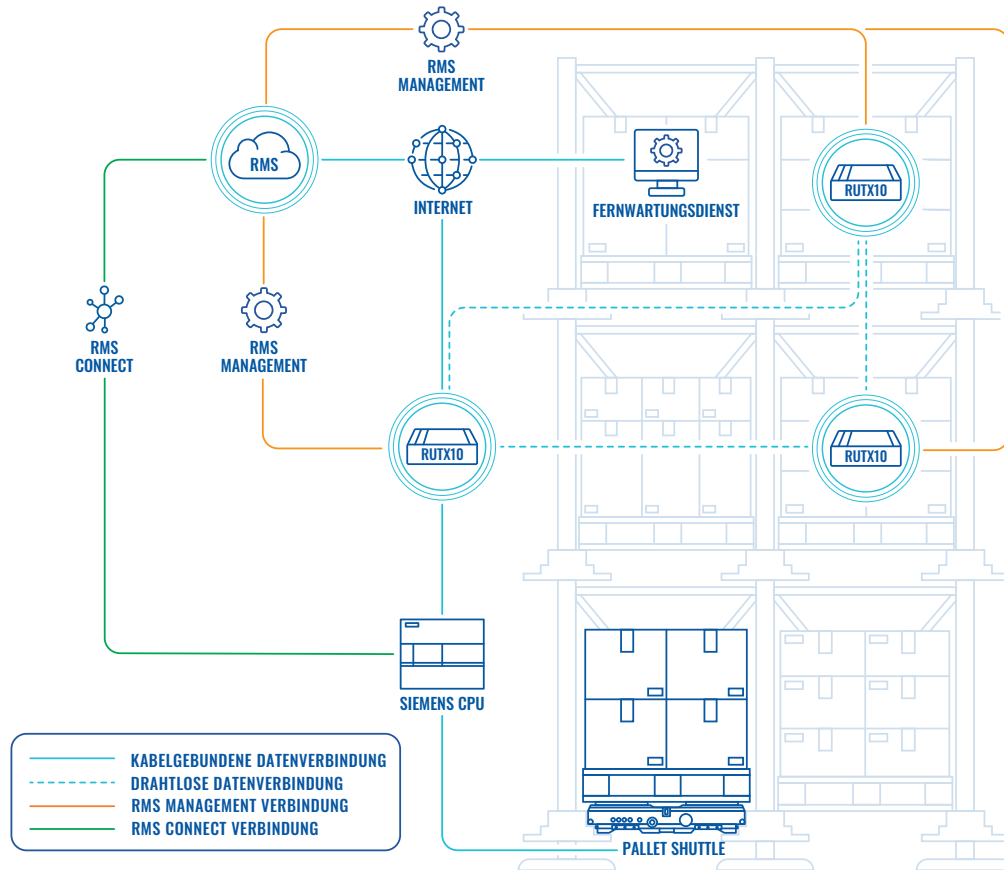 RMS
MANAGEMENT
RMS
INTERNET
FERNWARTUNGSDIENST
RUTX10
RMS
CONNECT
RMS
MANAGEMENT
RUTX10
RUTX10
SIEMENS CPU
KABELGEBUNDENE DATENVERBINDUNG
DRAHTLOSE DATENVERBINDUNG
RMS MANAGEMENT VERBINDUNG
RMS CONNECT VERBINDUNG
PALLET SHUTTLE